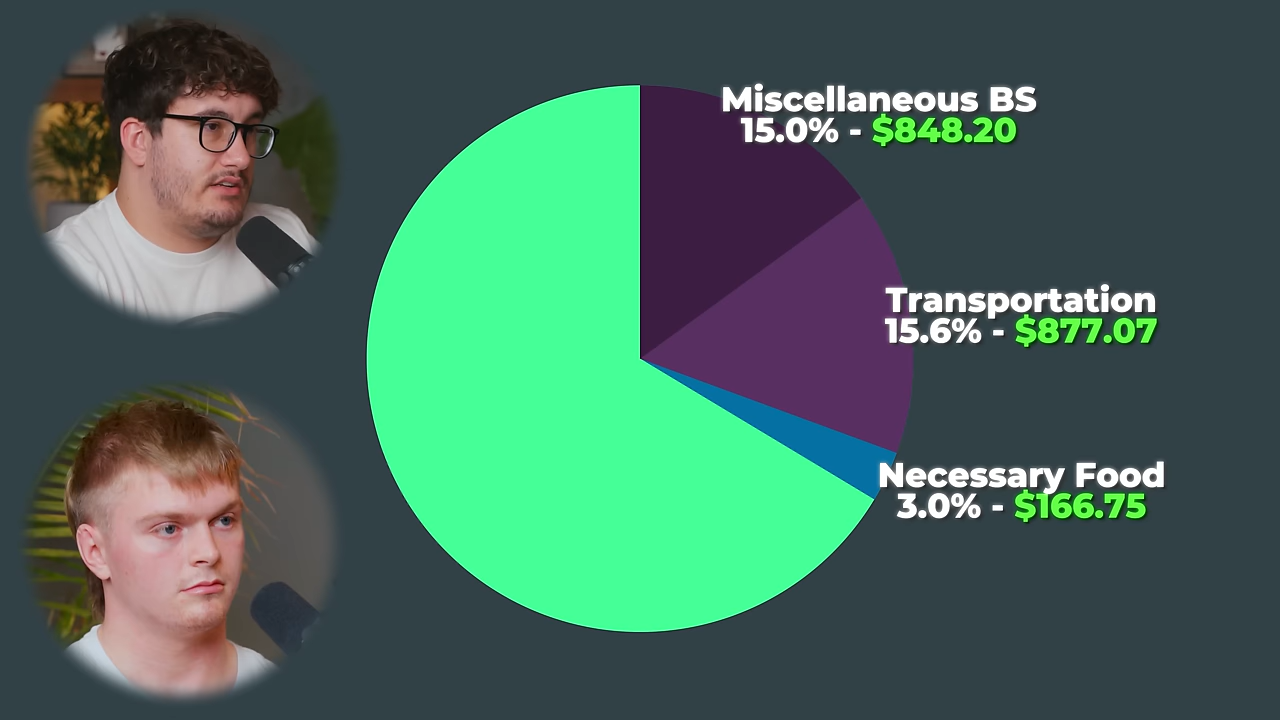 Miscellaneous BS
15.0% - $848.20
Transportation
15.6% - $877.07
Necessary Food
3.0% - $166.75